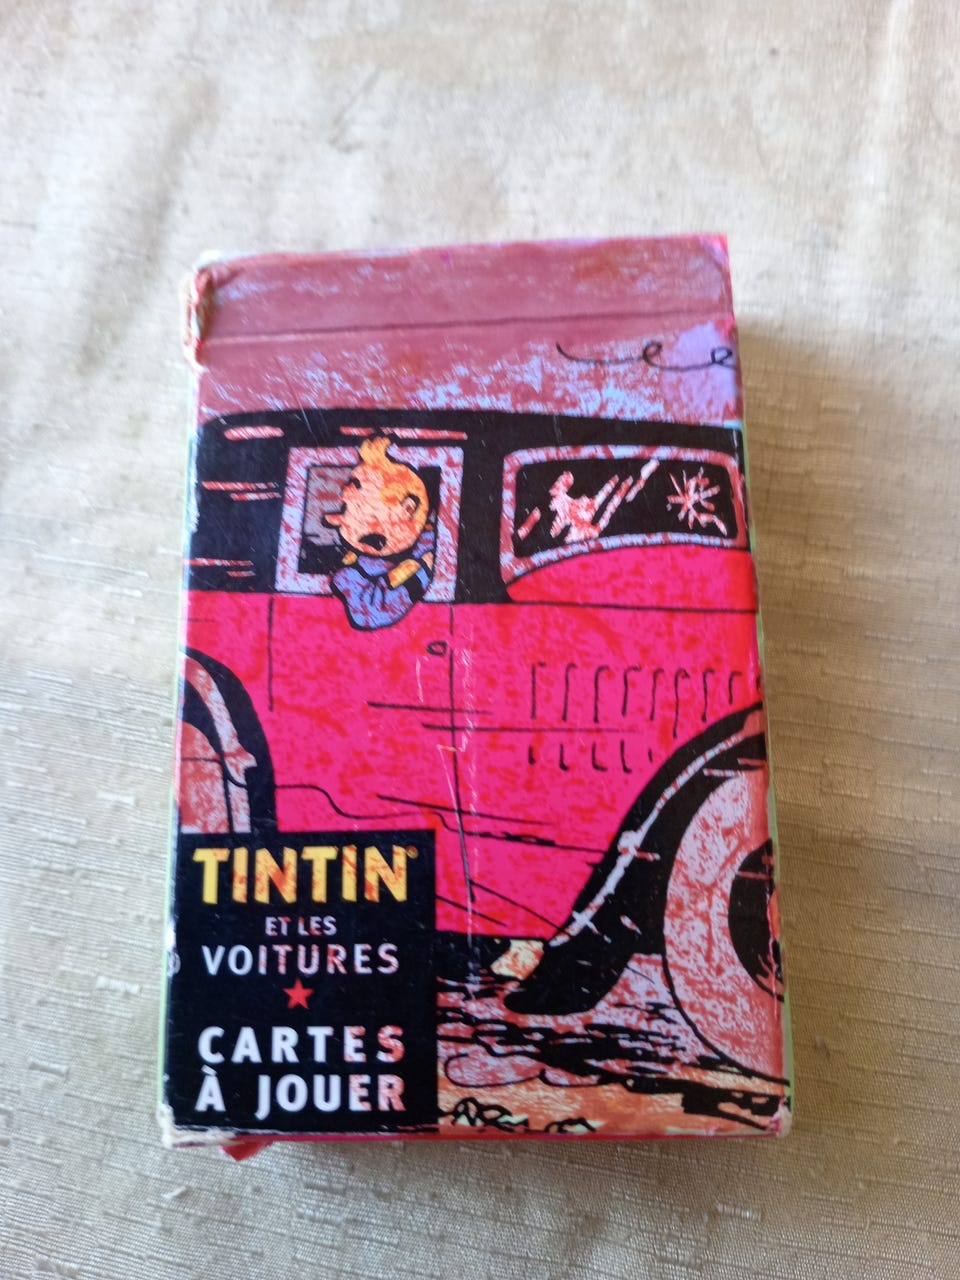 TINTIN®
ET LES
VOITURES
CARTES
À JOUER